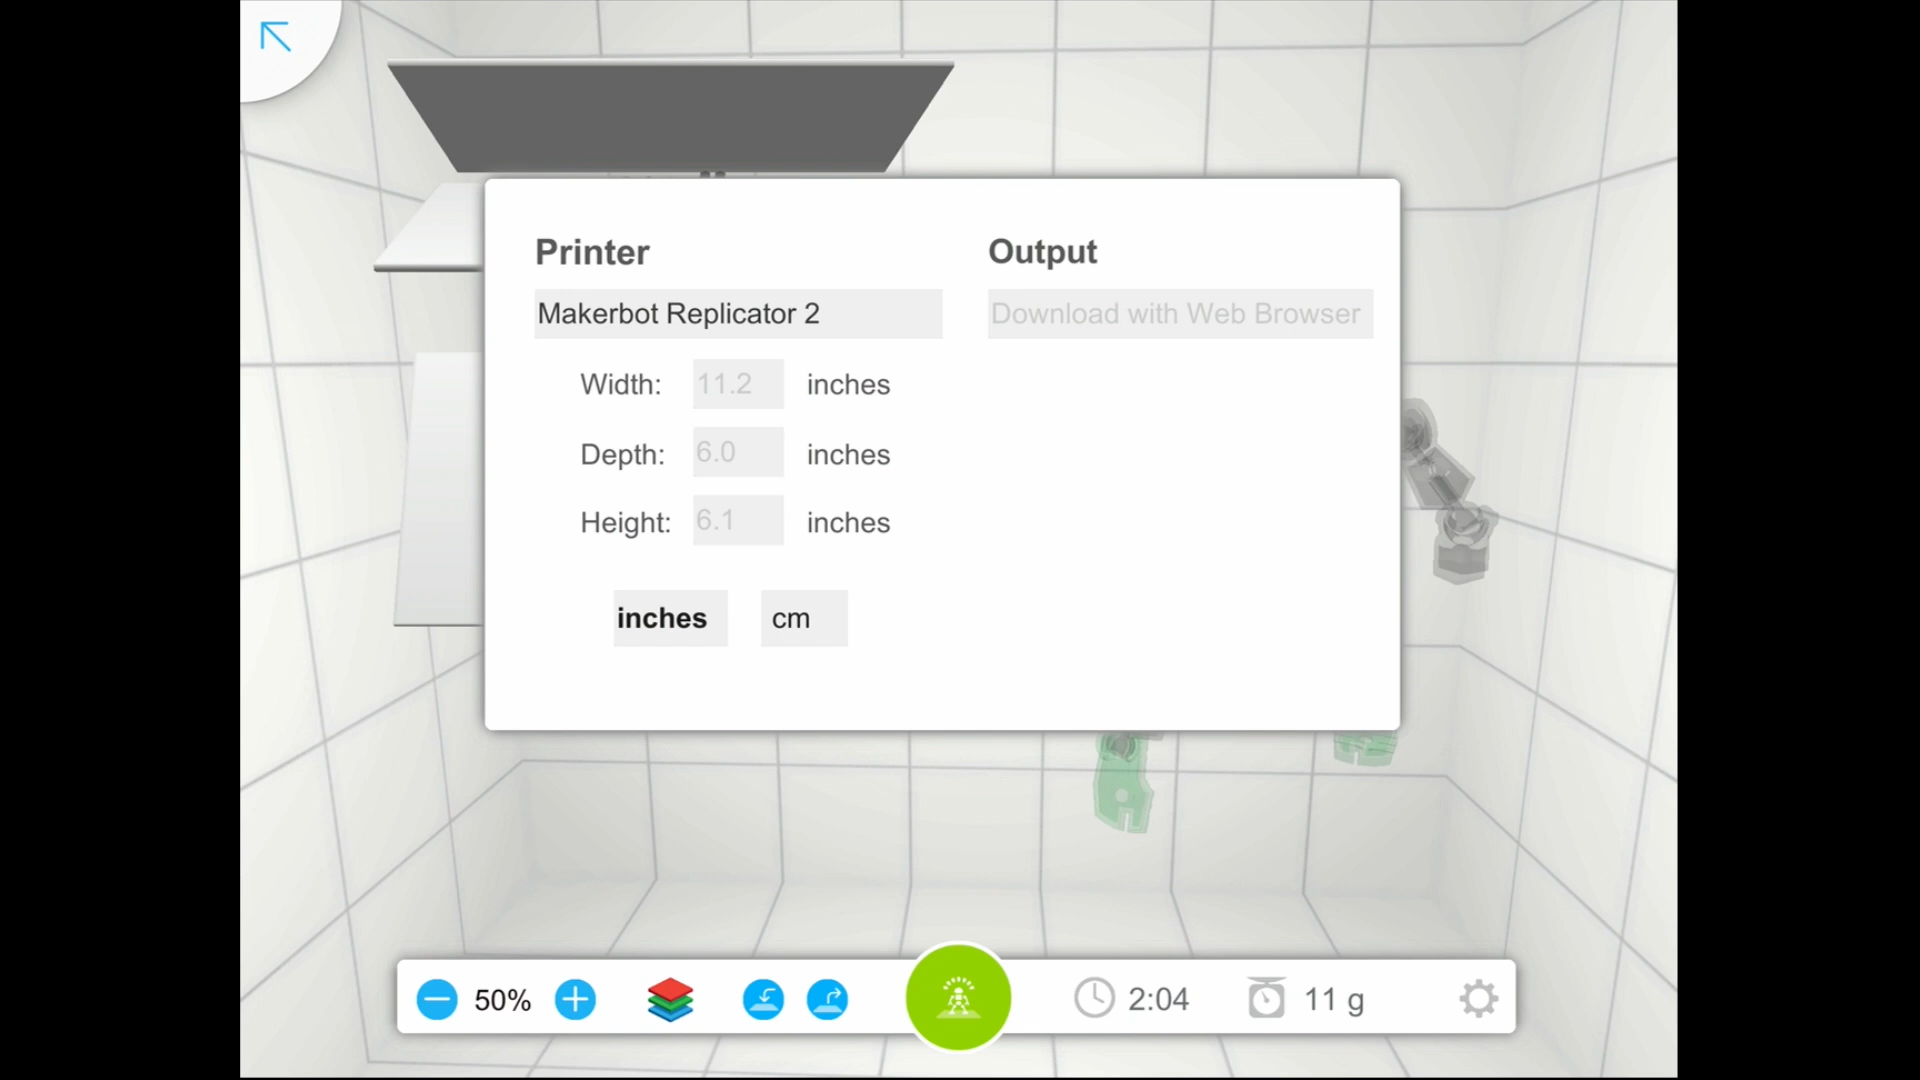 Printer
Output
Makerbot Replicator 2
Download with Web Browser
Width: 11.2 inches
Depth: 6.0 inches
Height: 6.1 inches
inches cm
50%
2:04
11 g